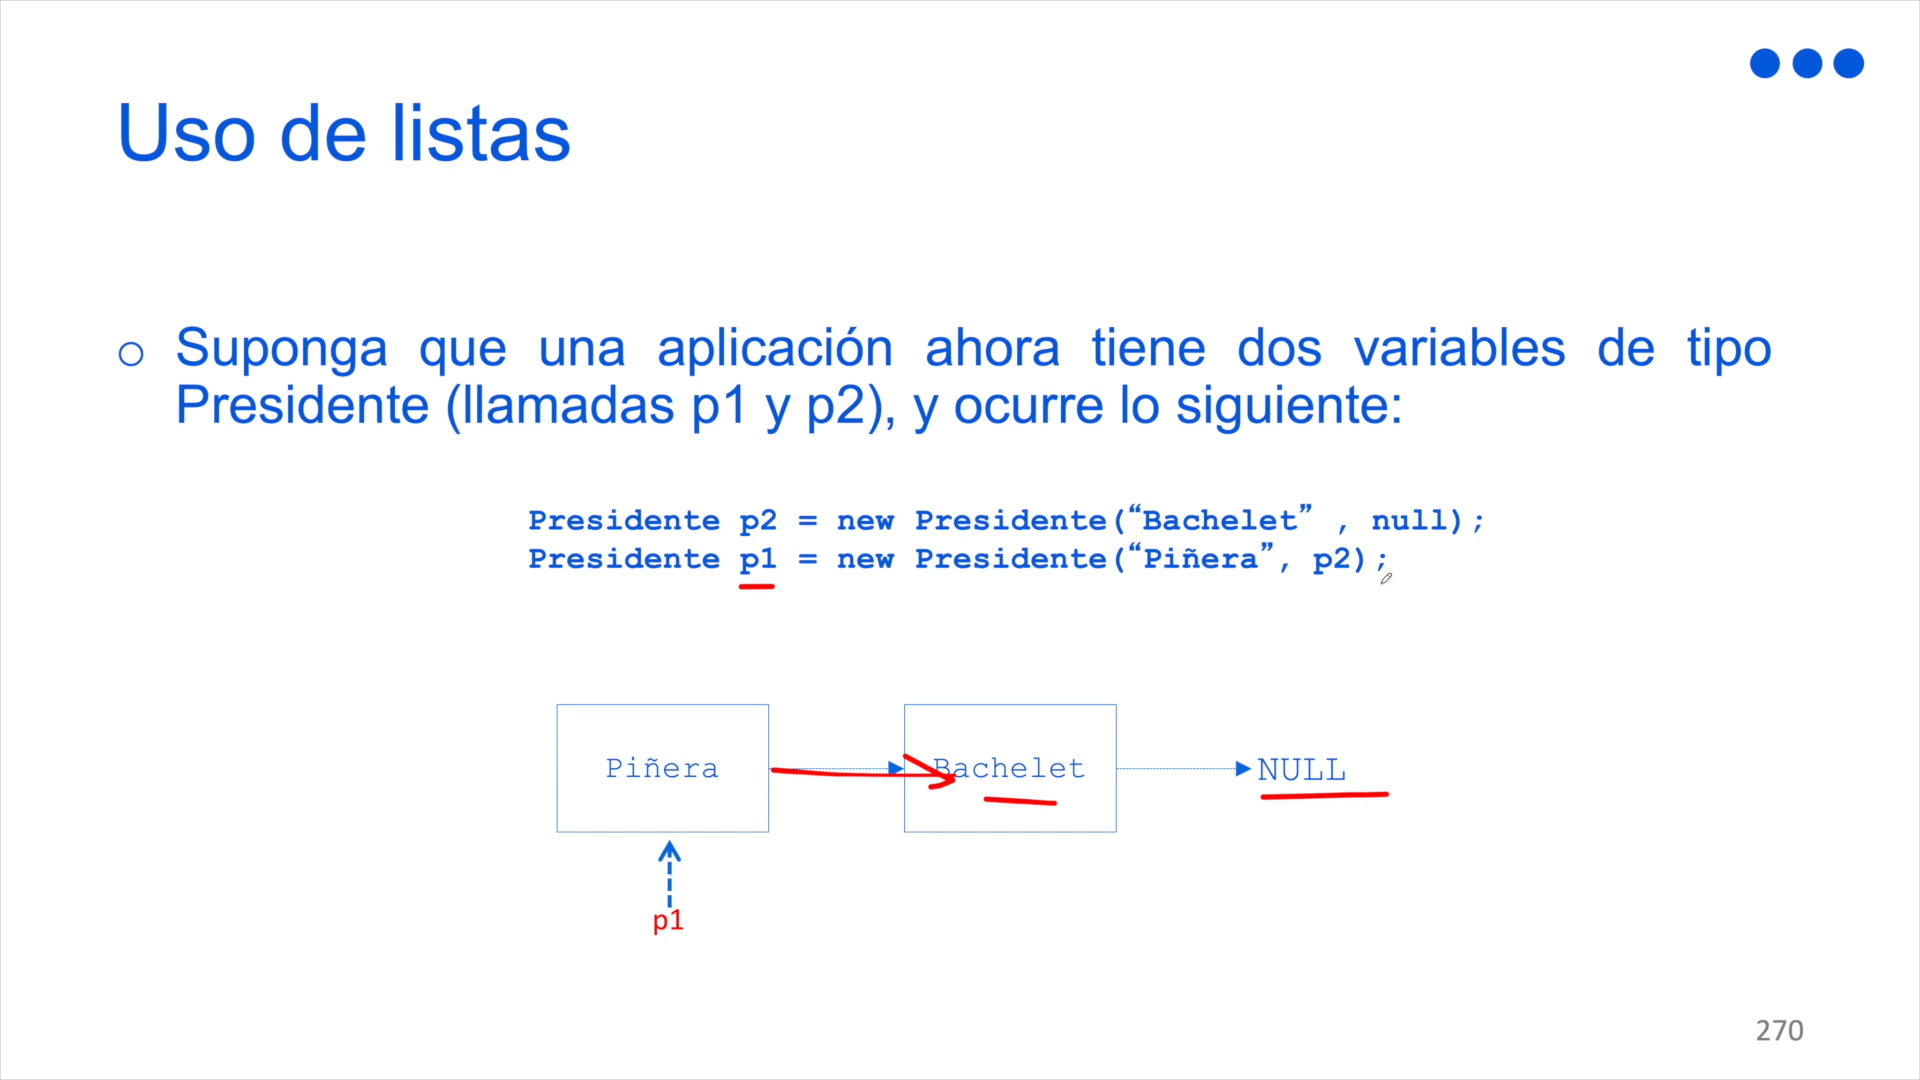 Uso de listas
Suponga que una aplicación ahora tiene dos variables de tipo
Presidente (llamadas p1 y p2), y ocurre lo siguiente:
Presidente p2 = new Presidente(“Bachelet” , null);
Presidente p1 = new Presidente(“Piñera”, p2);
Piñera
Bachelet
NULL
p1
270